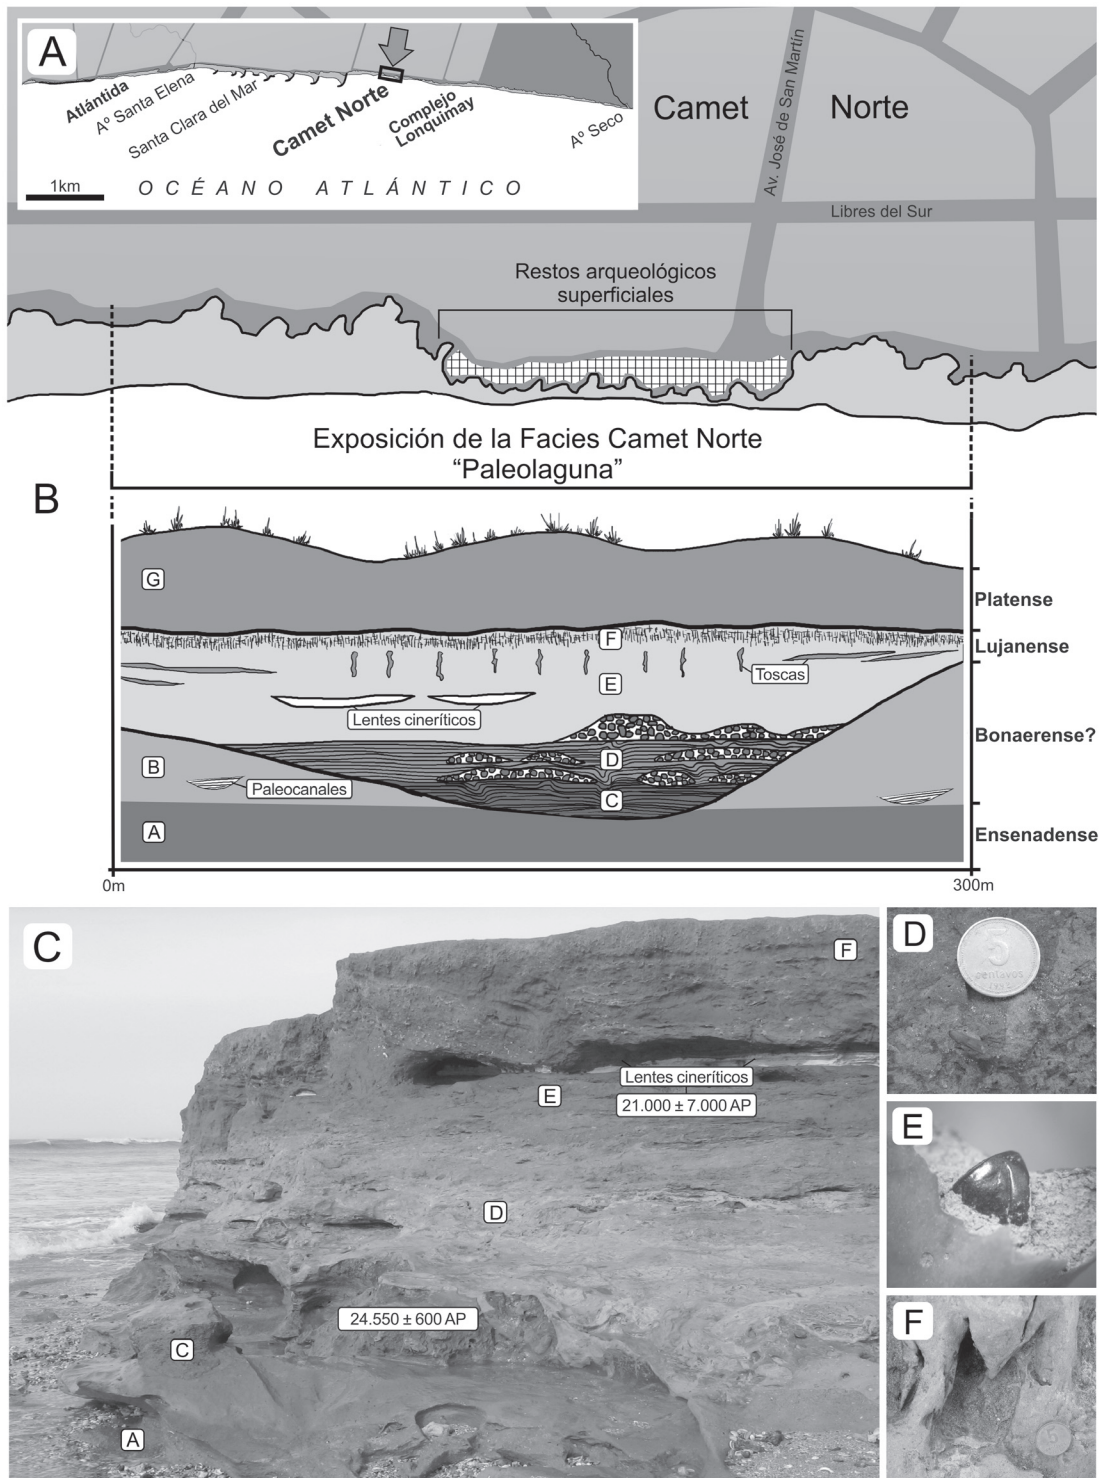 A
Atlántida
Aº Santa Elena
Santa Clara del Mar
Camet Norte
Complejo
Lonquimay
Aº Seco
1km
OCÉANO ATLÁNTICO
Camet Norte
Av. José de San Martín
Libres del Sur
Restos arqueológicos
superficiales
Exposición de la Facies Camet Norte
“Paleolaguna”
B
G
Platense
F
Lujanense
Toscas
E
Lentes cineríticos
Bonaerense?
D
B
Paleocanales
C
A
Ensenadense
0m
300m
C
F
Lentes cineríticos
21.000 ± 7.000 AP
E
D
24.550 ± 600 AP
C
A
D
5
centavos
E
F
5